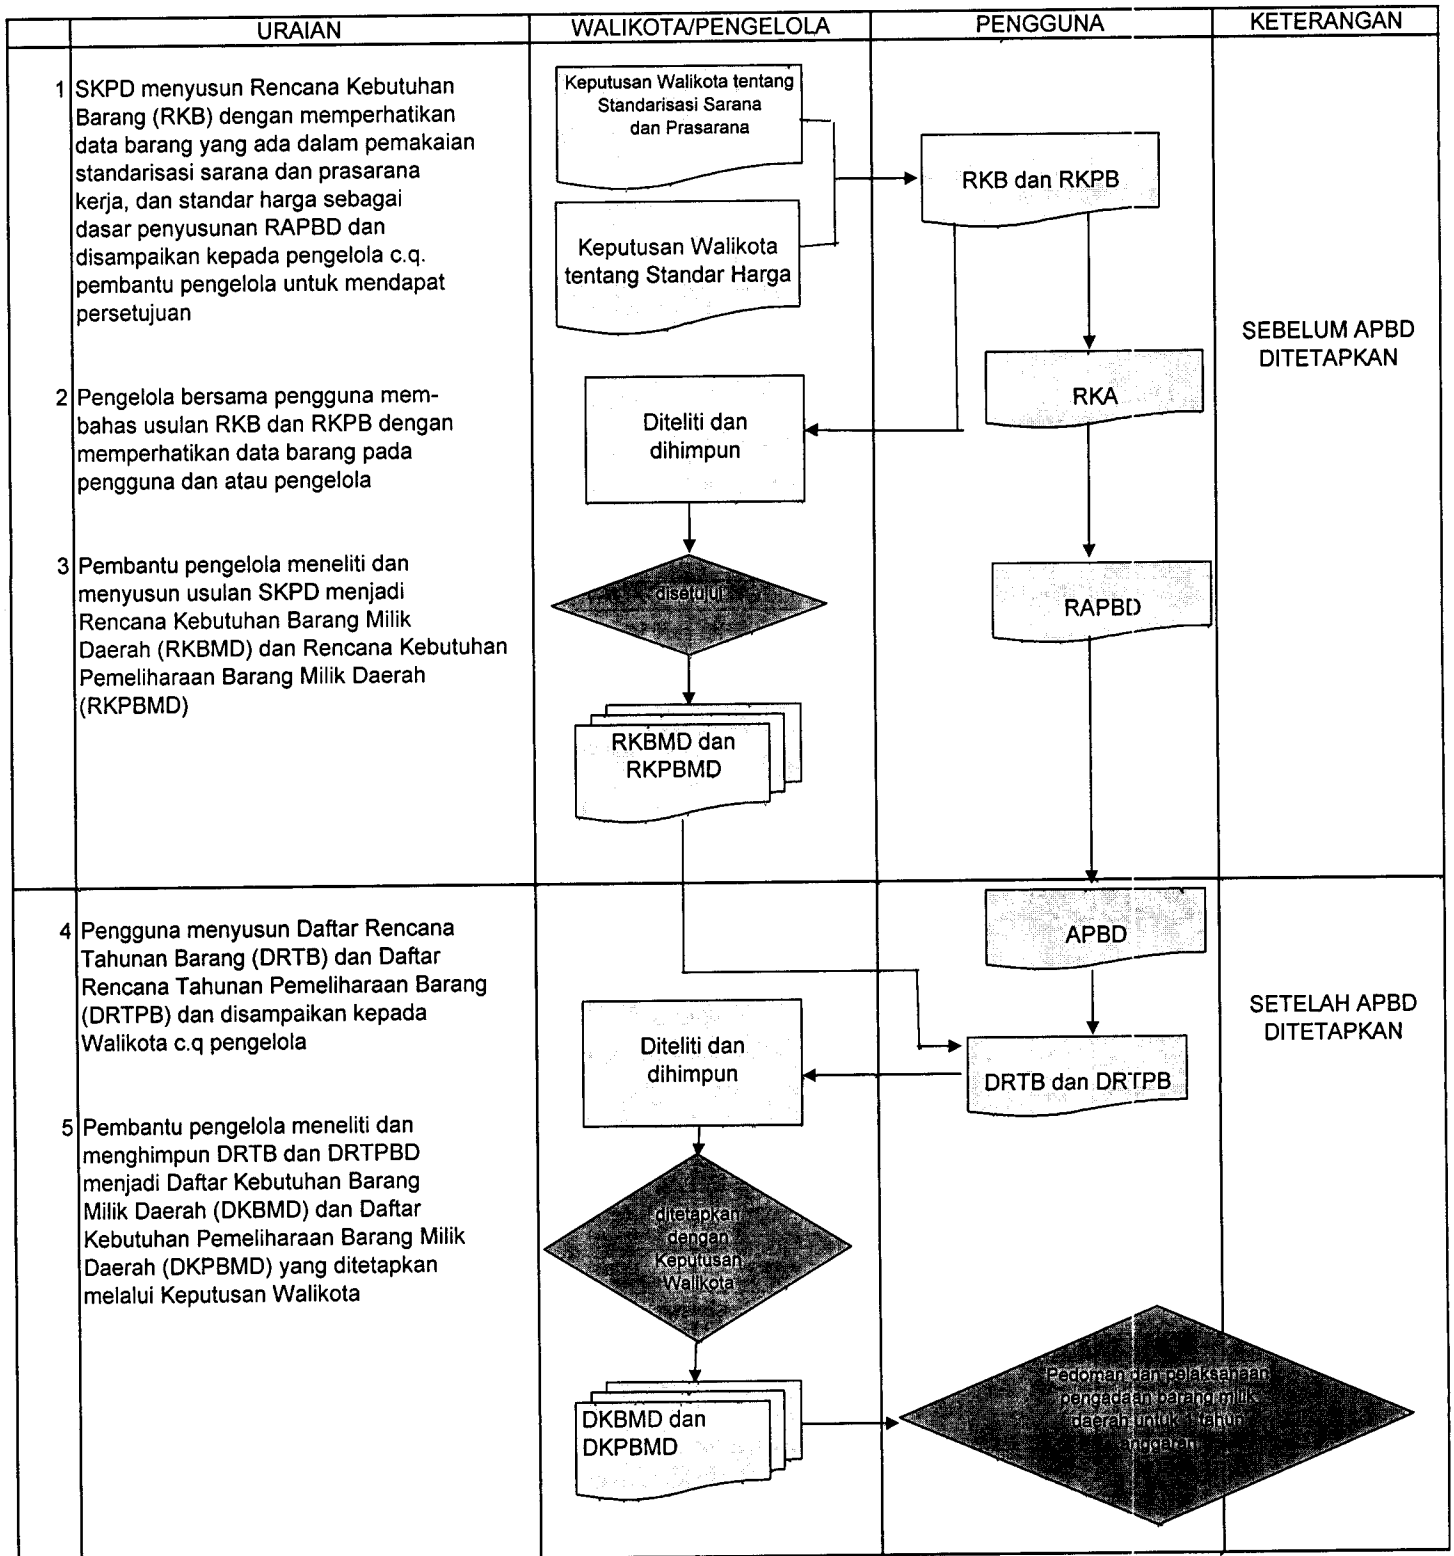 URAIAN
WALIKOTA/PENGELOLA
PENGGUNA
KETERANGAN
1 SKPD menyusun Rencana Kebutuhan
Barang (RKB) dengan memperhatikan
data barang yang ada dalam pemakaian
standarisasi sarana dan prasarana
kerja, dan standar harga sebagai
dasar penyusunan RAPBD dan
disampaikan kepada pengelola c.q.
pembantu pengelola untuk mendapat
persetujuan
2 Pengelola bersama pengguna mem-
bahas usulan RKB dan RKPB dengan
memperhatikan data barang pada
pengguna dan atau pengelola
3 Pembantu pengelola meneliti dan
menyusun usulan SKPD menjadi
Rencana Kebutuhan Barang Milik
Daerah (RKBMD) dan Rencana Kebutuhan
Pemeliharaan Barang Milik Daerah
(RKPBMD)
Keputusan Walikota tentang
Standarisasi Sarana
dan Prasarana
Keputusan Walikota
tentang Standar Harga
Diteliti dan
dihimpun
disetujui
RKBMD dan
RKPBMD
RKB dan RKPB
RKA
RAPBD
SEBELUM APBD
DITETAPKAN
4 Pengguna menyusun Daftar Rencana
Tahunan Barang (DRTB) dan Daftar
Rencana Tahunan Pemeliharaan Barang
(DRTPB) dan disampaikan kepada
Walikota c.q pengelola
5 Pembantu pengelola meneliti dan
menghimpun DRTB dan DRTPBD
menjadi Daftar Kebutuhan Barang
Milik Daerah (DKBMD) dan Daftar
Kebutuhan Pemeliharaan Barang Milik
Daerah (DKPBMD) yang ditetapkan
melalui Keputusan Walikota
Diteliti dan
dihimpun
ditetapkan
dengan
Keputusan
Walikota
DKBMD dan
DKPBMD
APBD
DRTB dan DRTPB
Pedoman dan pelaksanaan
pengadaan barang milik
daerah untuk 1 tahun
anggaran
SETELAH APBD
DITETAPKAN